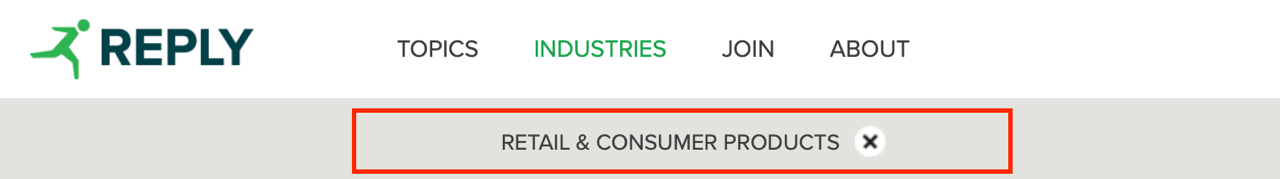 REPLY TOPICS INDUSTRIES JOIN ABOUT
RETAIL & CONSUMER PRODUCTS